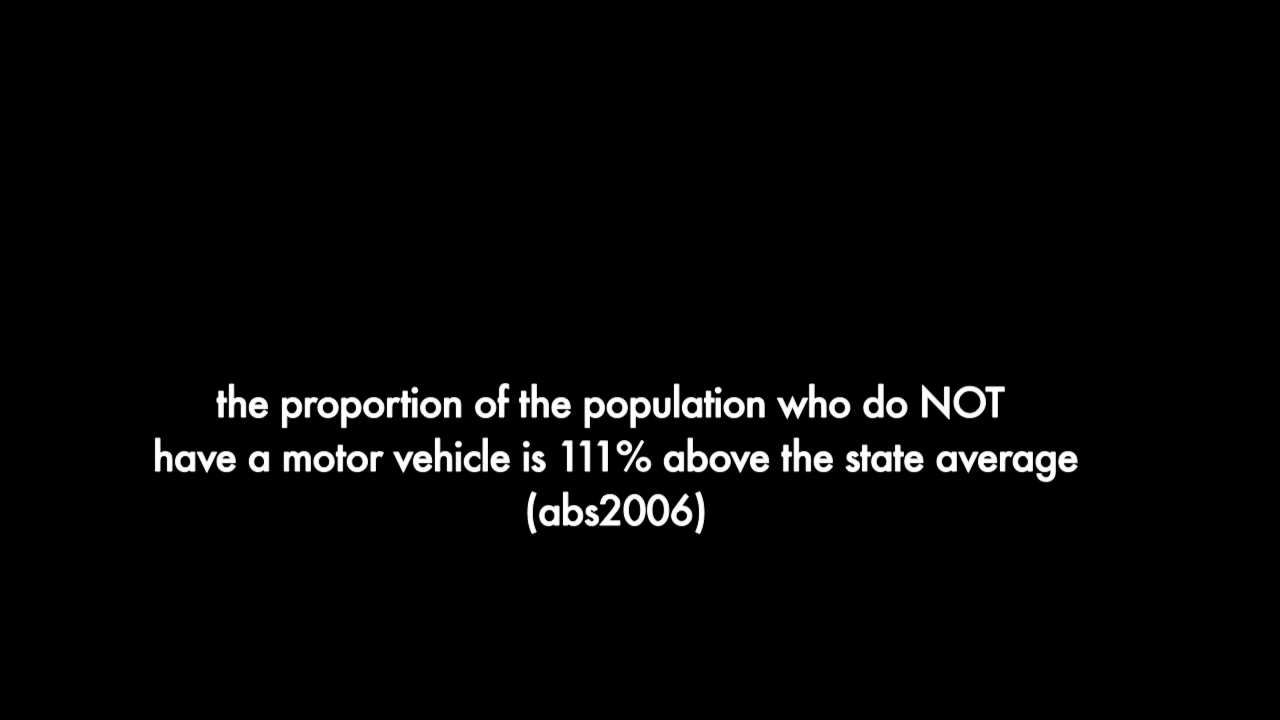 the proportion of the population who do NOT
have a motor vehicle is 111% above the state average
(abs2006)